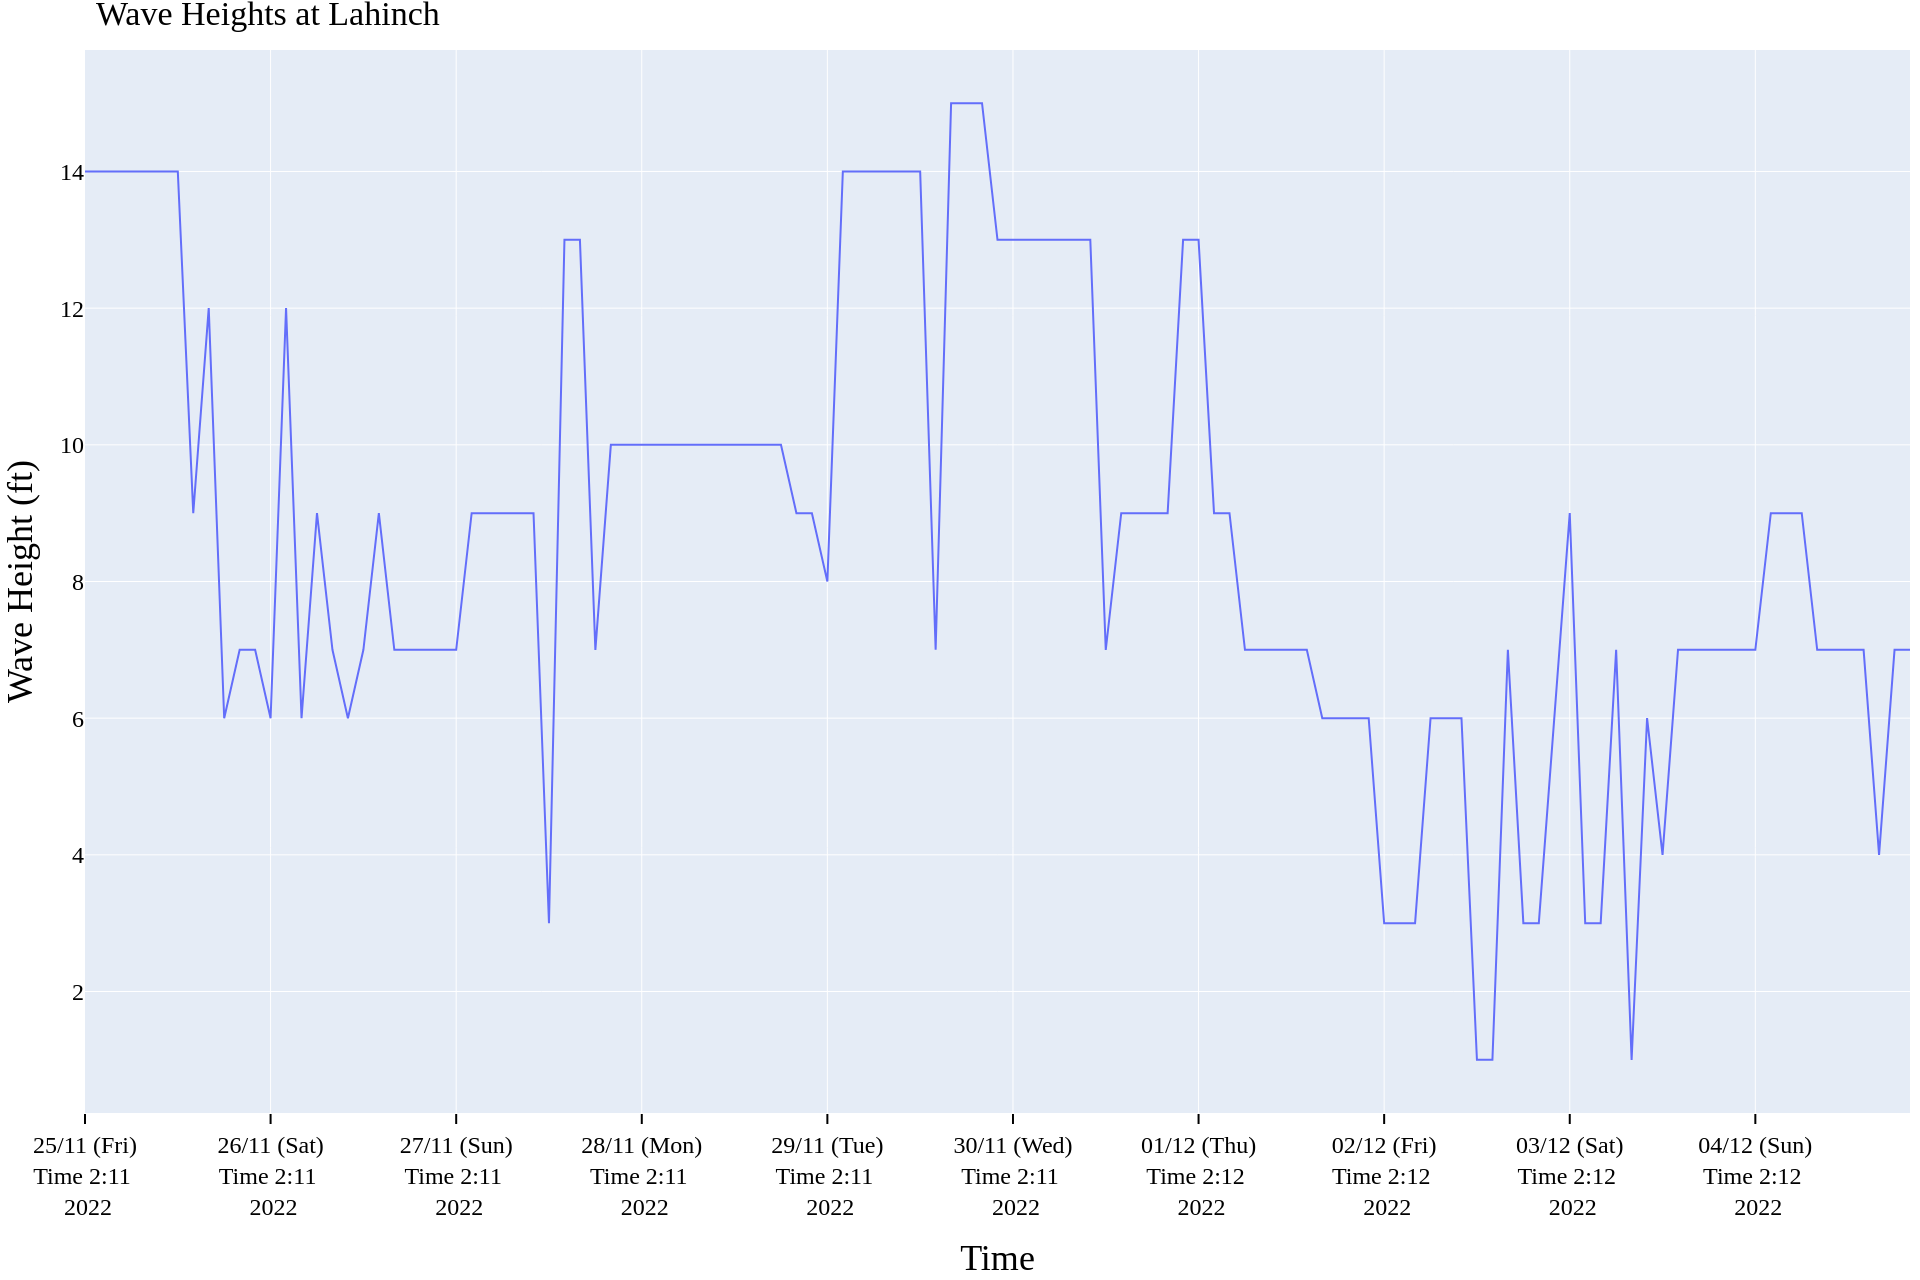 Wave Heights at Lahinch
Wave Height (ft)
14
12
10
8
6
4
2
25/11 (Fri)
Time 2:11
2022
26/11 (Sat)
Time 2:11
2022
27/11 (Sun)
Time 2:11
2022
28/11 (Mon)
Time 2:11
2022
29/11 (Tue)
Time 2:11
2022
30/11 (Wed)
Time 2:11
2022
01/12 (Thu)
Time 2:12
2022
02/12 (Fri)
Time 2:12
2022
03/12 (Sat)
Time 2:12
2022
04/12 (Sun)
Time 2:12
2022
Time